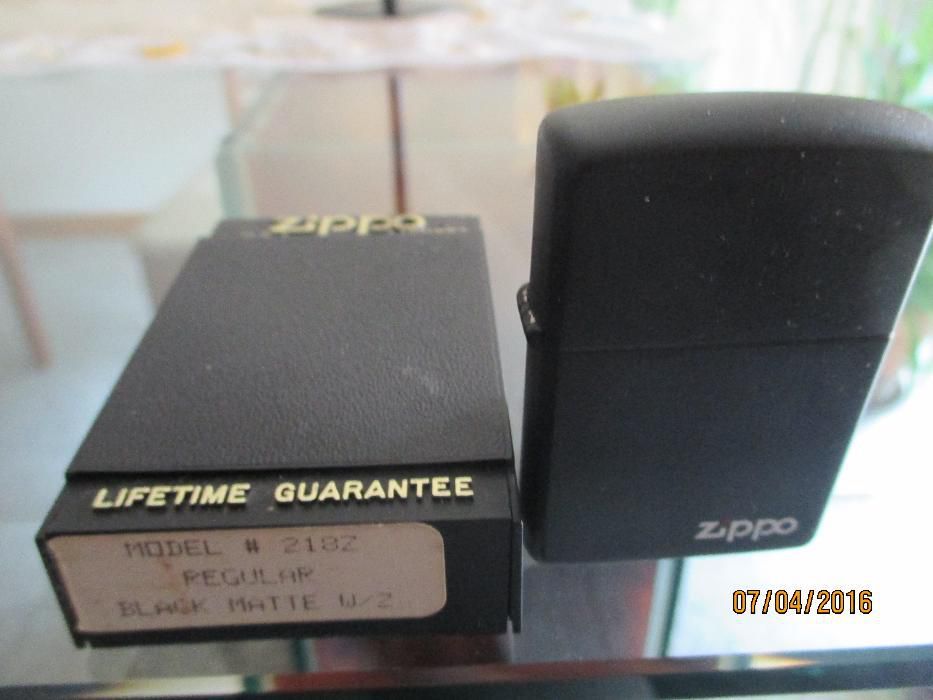 Zippo
LIFETIME GUARANTEE
MODEL # 218Z
REGULAR
BLACK MATTE W/Z
Zippo
07/04/2016